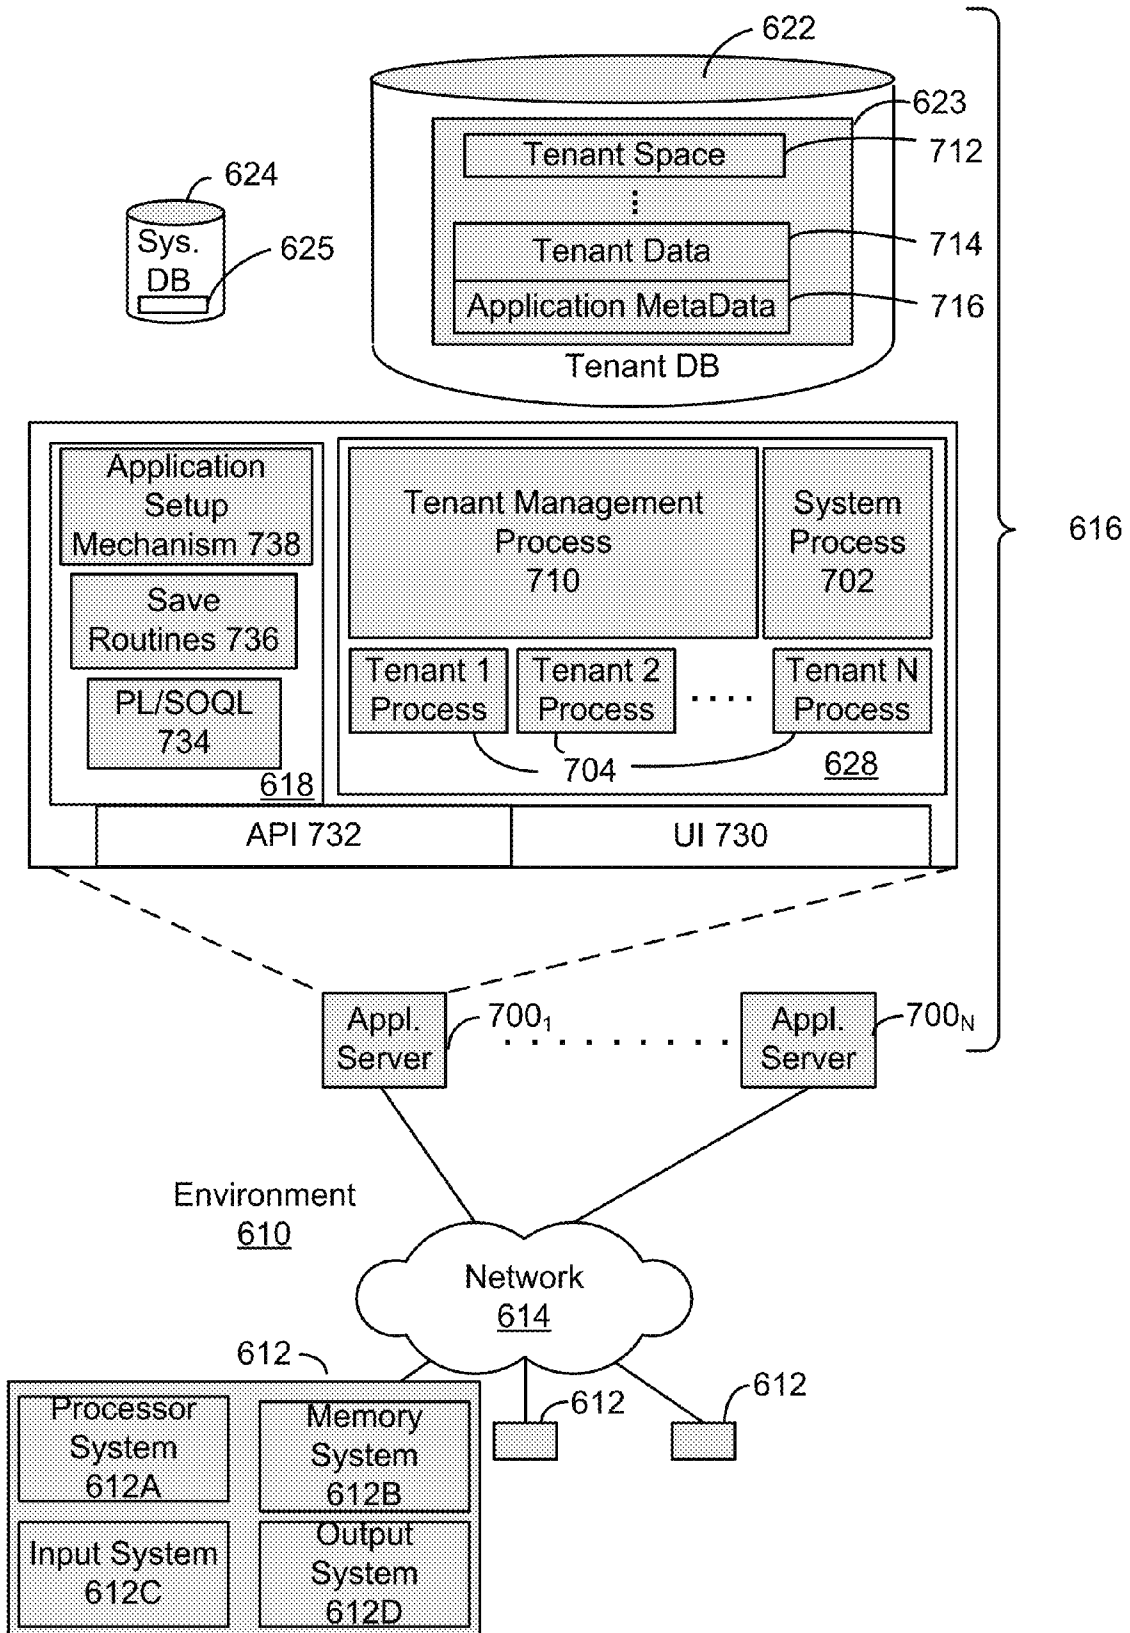 622
623
Tenant Space
712
624
Tenant Data
714
Sys.
DB
625
Application MetaData
716
Tenant DB
Application
Setup
Mechanism 738
Tenant Management
Process
710
System
Process
702
616
Save
Routines 736
Tenant 1
Process
Tenant 2
Process
Tenant N
Process
PL/SOQL
734
704
628
618
API 732
UI 730
Appl.
Server
700₁
Appl.
Server
700N
Environment
610
Network
614
612
612
612
Processor
System
612A
Memory
System
612B
Input System
612C
Output
System
612D